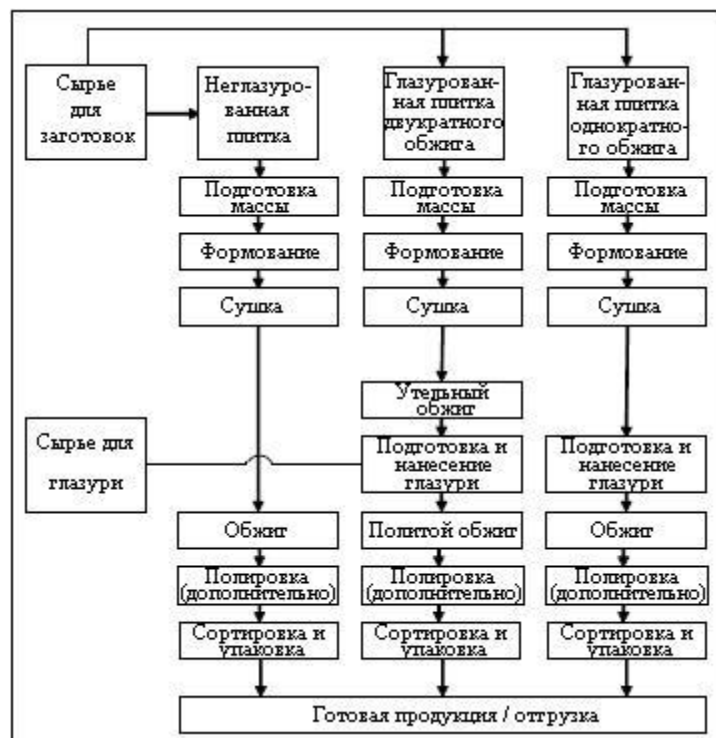 Сырье
для
заготовок
Неглазуро-
ванная
плитка
Глазурован-
ная плитка
двукратного
обжига
Глазурован-
ная плитка
однократно-
го обжига
Подготовка
массы
Подготовка
массы
Подготовка
массы
Формование
Формование
Формование
Сушка
Сушка
Сушка
Утельный
обжиг
Сырье для
глазури
Подготовка и
нанесение
глазури
Подготовка и
нанесение
глазури
Обжиг
Политой обжиг
Обжиг
Полировка
(дополнительно)
Полировка
(дополнительно)
Полировка
(дополнительно)
Сортировка и
упаковка
Сортировка и
упаковка
Сортировка и
упаковка
Готовая продукция / отгрузка